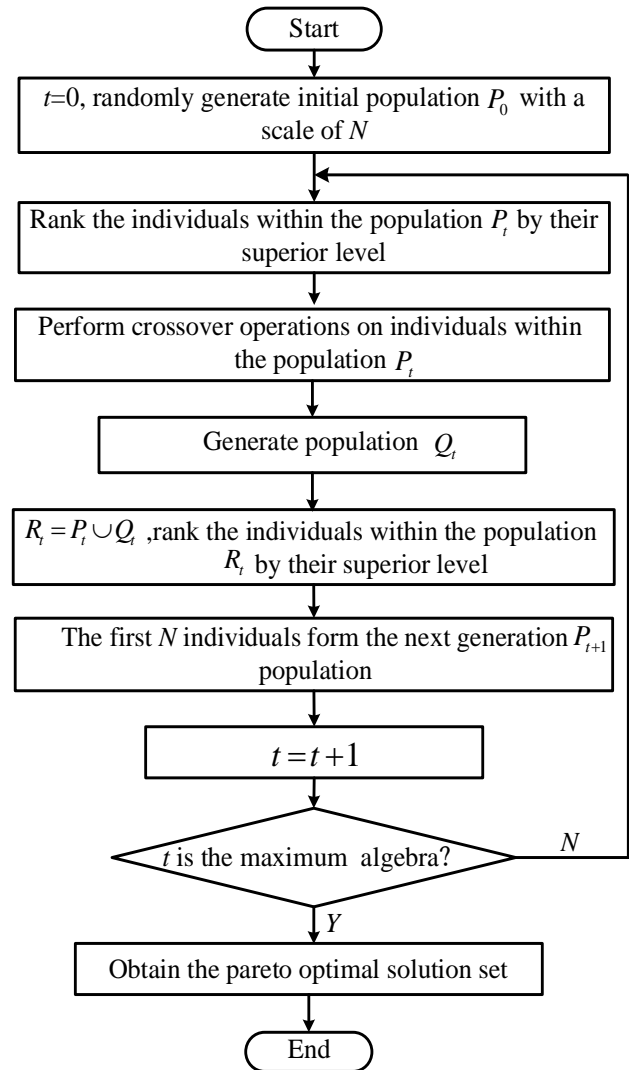 Start
t=0, randomly generate initial population P₀ with a
scale of N
Rank the individuals within the population Pₜ by their
superior level
Perform crossover operations on individuals within
the population Pₜ
Generate population Qₜ
Rₜ = Pₜ ∪ Qₜ ,rank the individuals within the population
Rₜ by their superior level
The first N individuals form the next generation Pₜ₊₁
population
t = t+1
t is the maximum algebra?
N
Y
Obtain the pareto optimal solution set
End